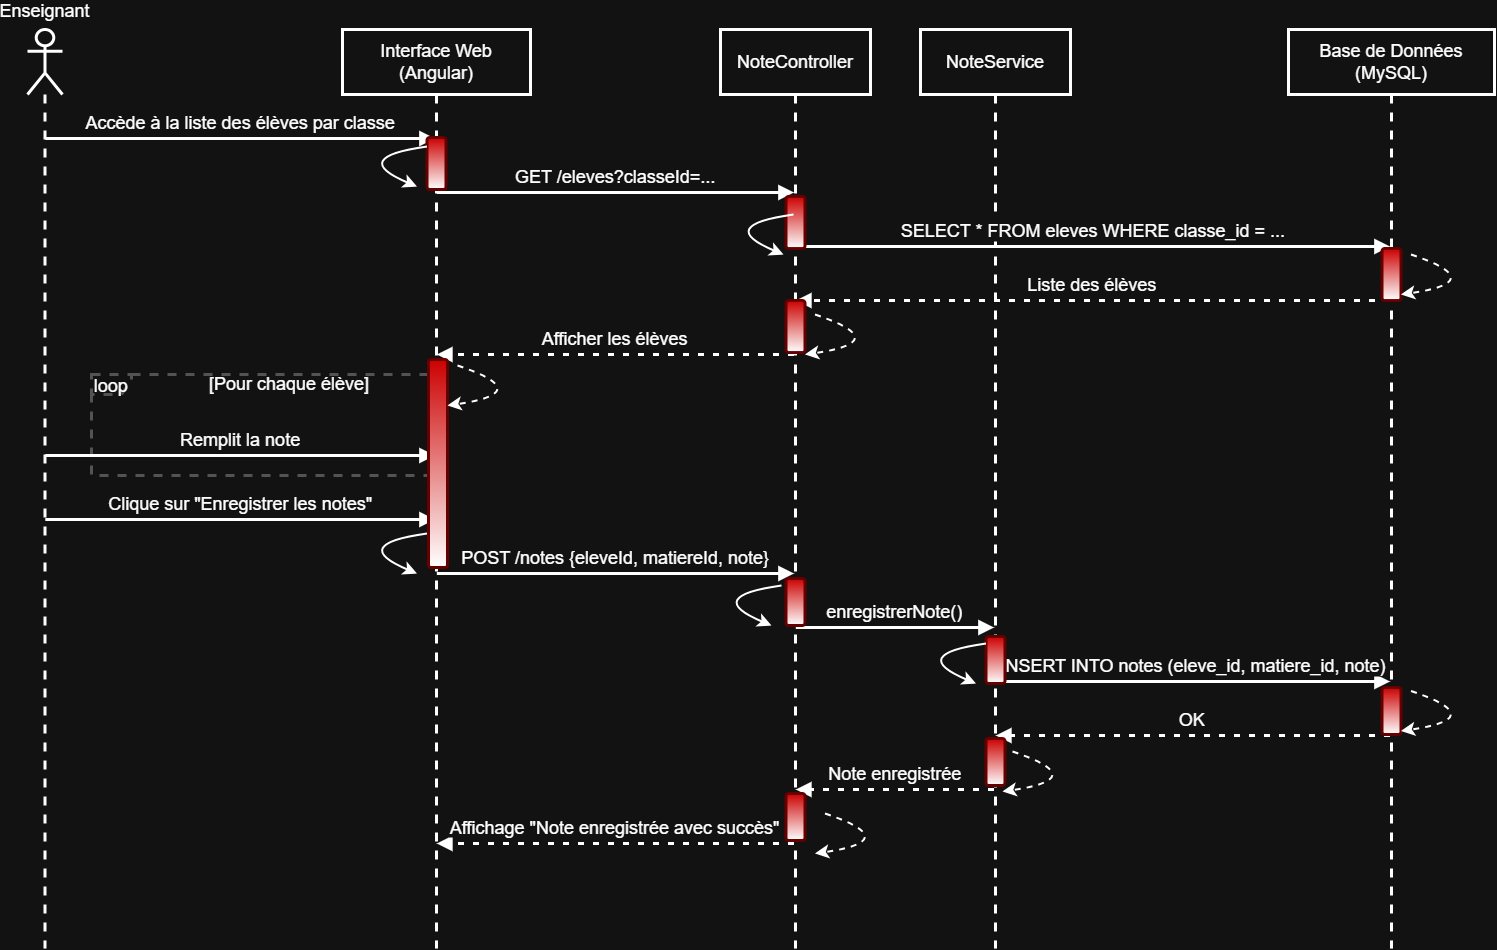 Enseignant
Interface Web
(Angular)
NoteController
NoteService
Base de Données
(MySQL)
Accède à la liste des élèves par classe
GET /eleves?classeId=...
SELECT * FROM eleves WHERE classe_id = ...
Liste des élèves
Afficher les élèves
loop
[Pour chaque élève]
Remplit la note
Clique sur "Enregistrer les notes"
POST /notes {eleveId, matiereId, note}
enregistrerNote()
NSERT INTO notes (eleve_id, matiere_id, note)
OK
Note enregistrée
Affichage "Note enregistrée avec succès"